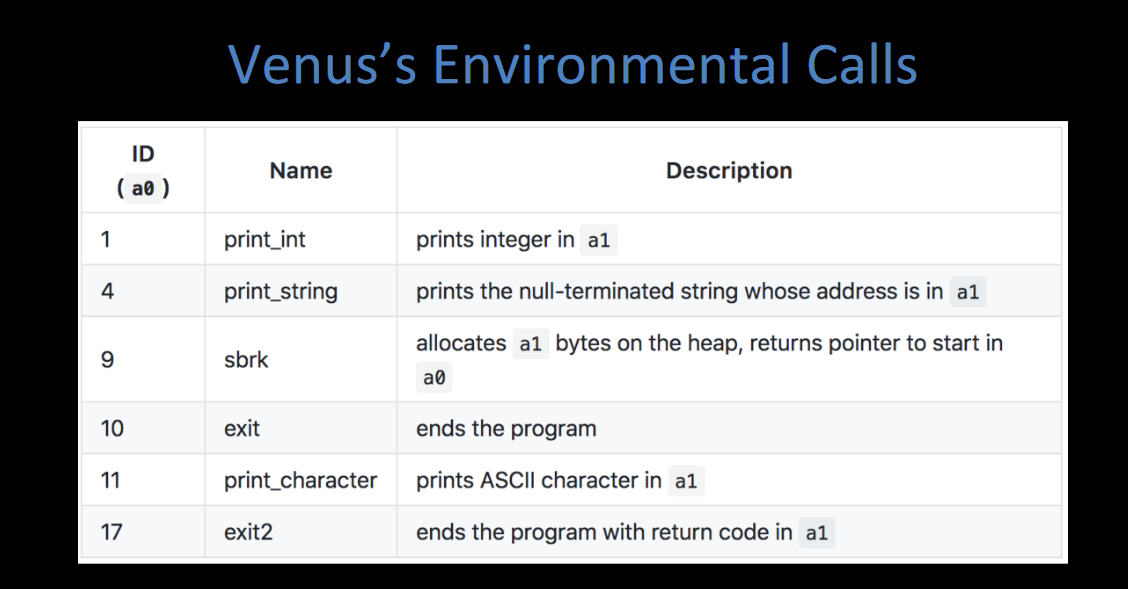 Venus’s Environmental Calls
ID
( a0 )
Name
Description
1 print_int prints integer in a1
4 print_string prints the null-terminated string whose address is in a1
9 sbrk allocates a1 bytes on the heap, returns pointer to start in
a0
10 exit ends the program
11 print_character prints ASCII character in a1
17 exit2 ends the program with return code in a1